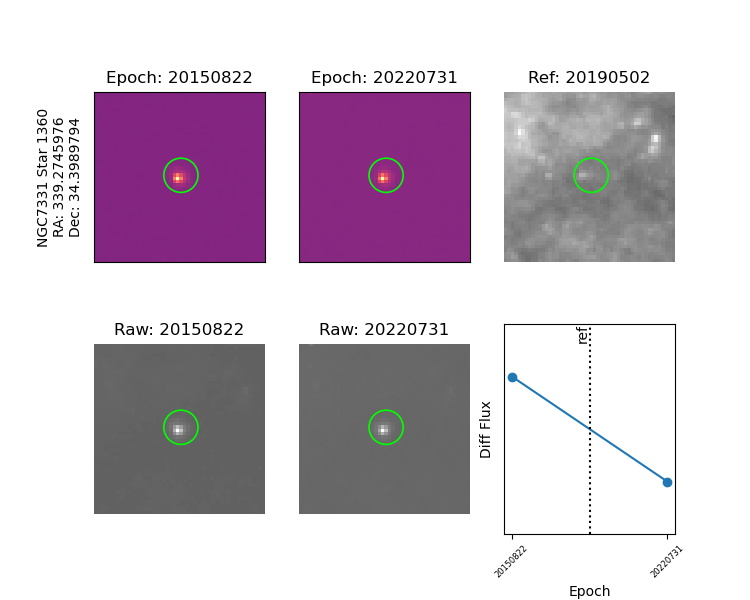 Epoch: 20150822
Epoch: 20220731
Ref: 20190502
NGC7331 Star 1360
RA: 339.2745976
Dec: 34.3989794
Raw: 20150822
Raw: 20220731
ref
Diff Flux
20150822
20220731
Epoch